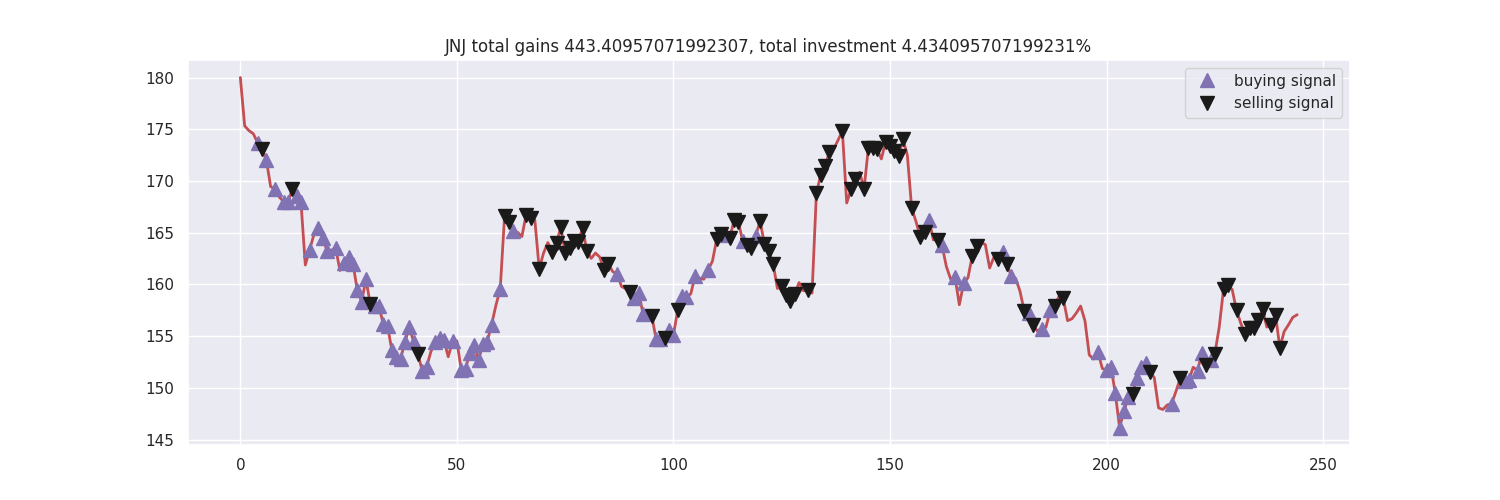 JNJ total gains 443.40957071992307, total investment 4.434095707199231%
buying signal
selling signal
180
175
170
165
160
155
150
145
0 50 100 150 200 250